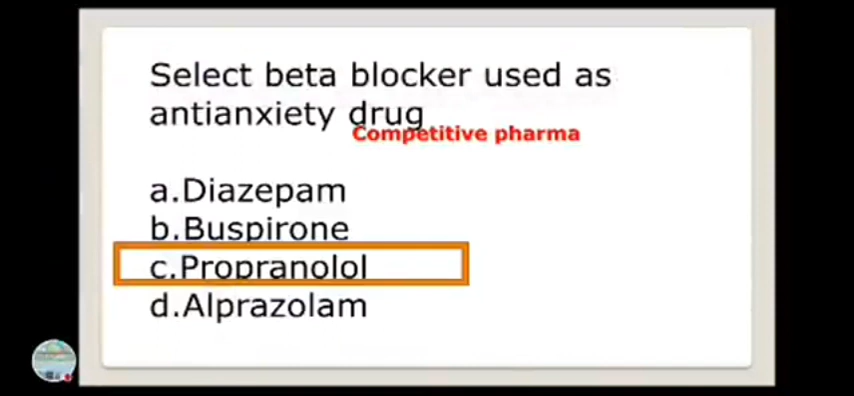 Select beta blocker used as
antianxiety drug
Competitive pharma
a.Diazepam
b.Buspirone
c.Propranolol
d.Alprazolam